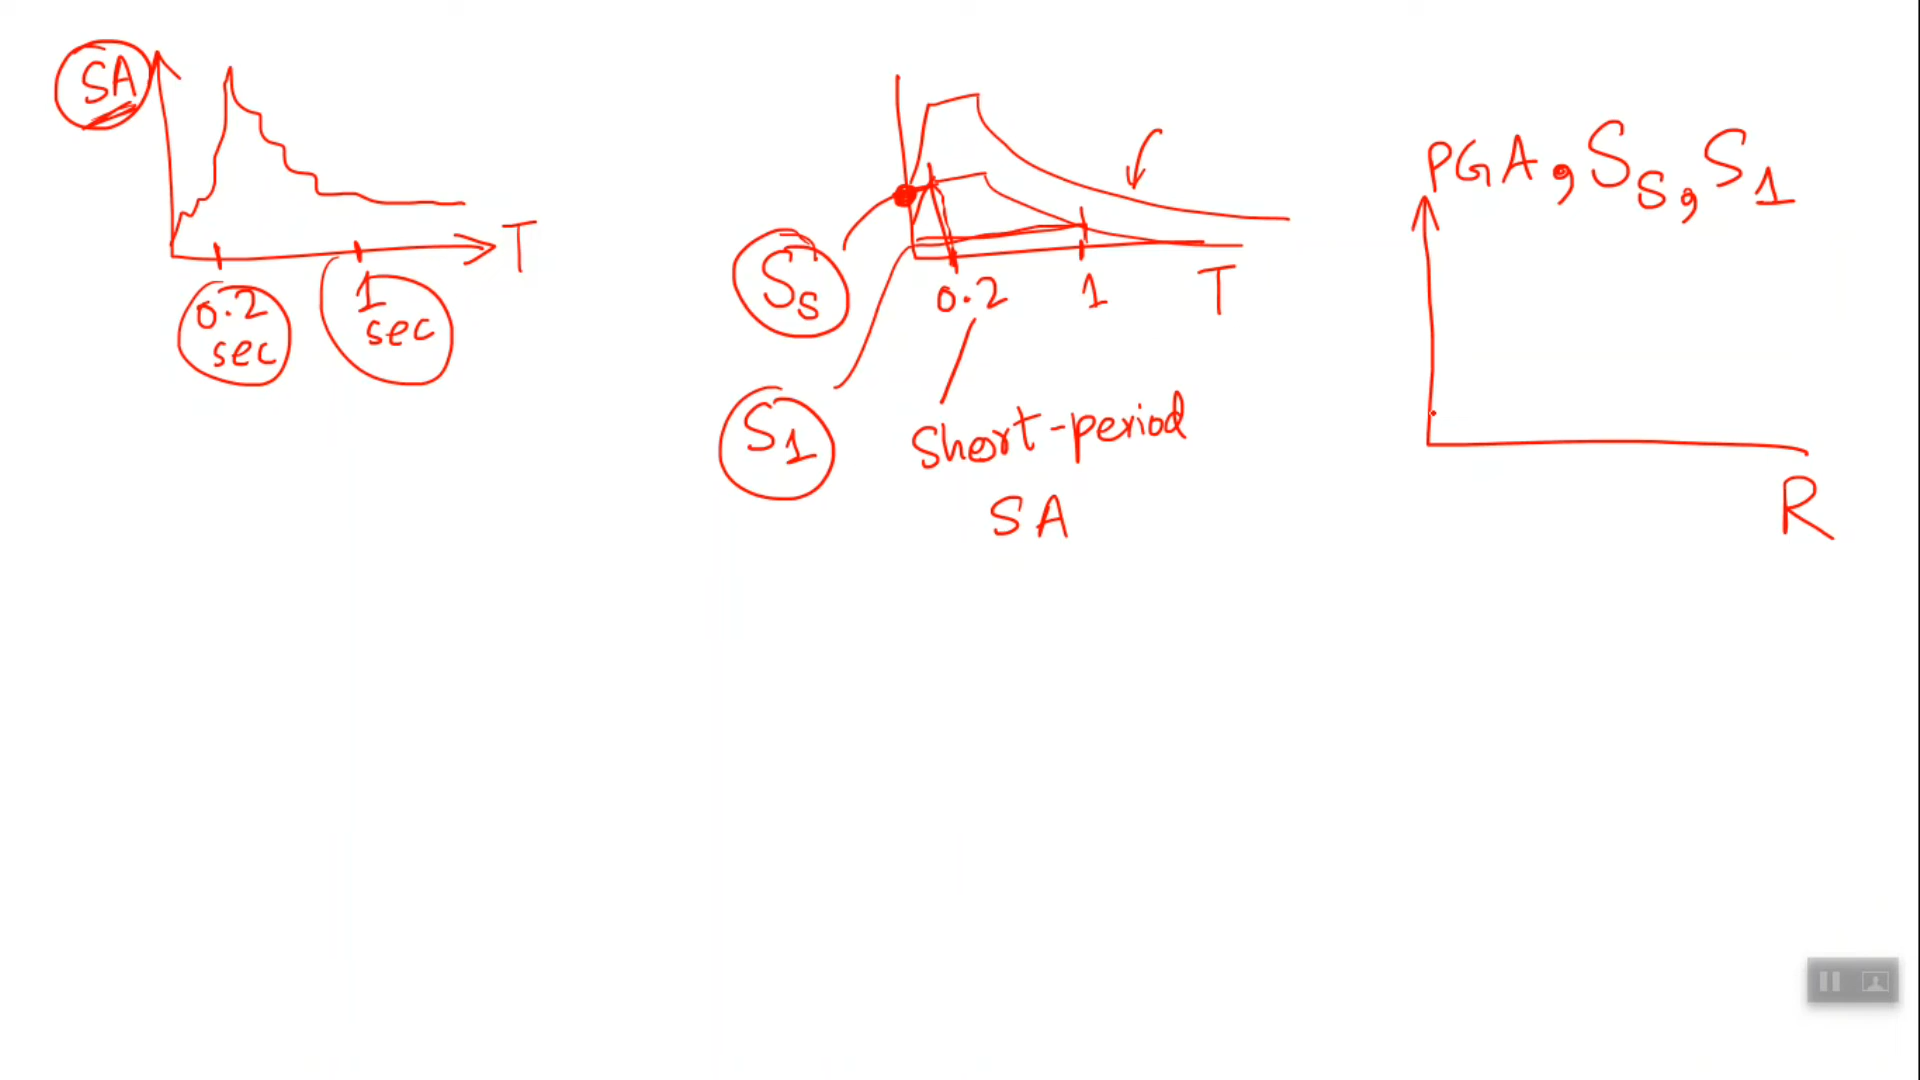 SA
T
0.2
sec
1
sec
Ss
0.2
1
T
S1
Short-period
SA
PGA, Ss, S1
R